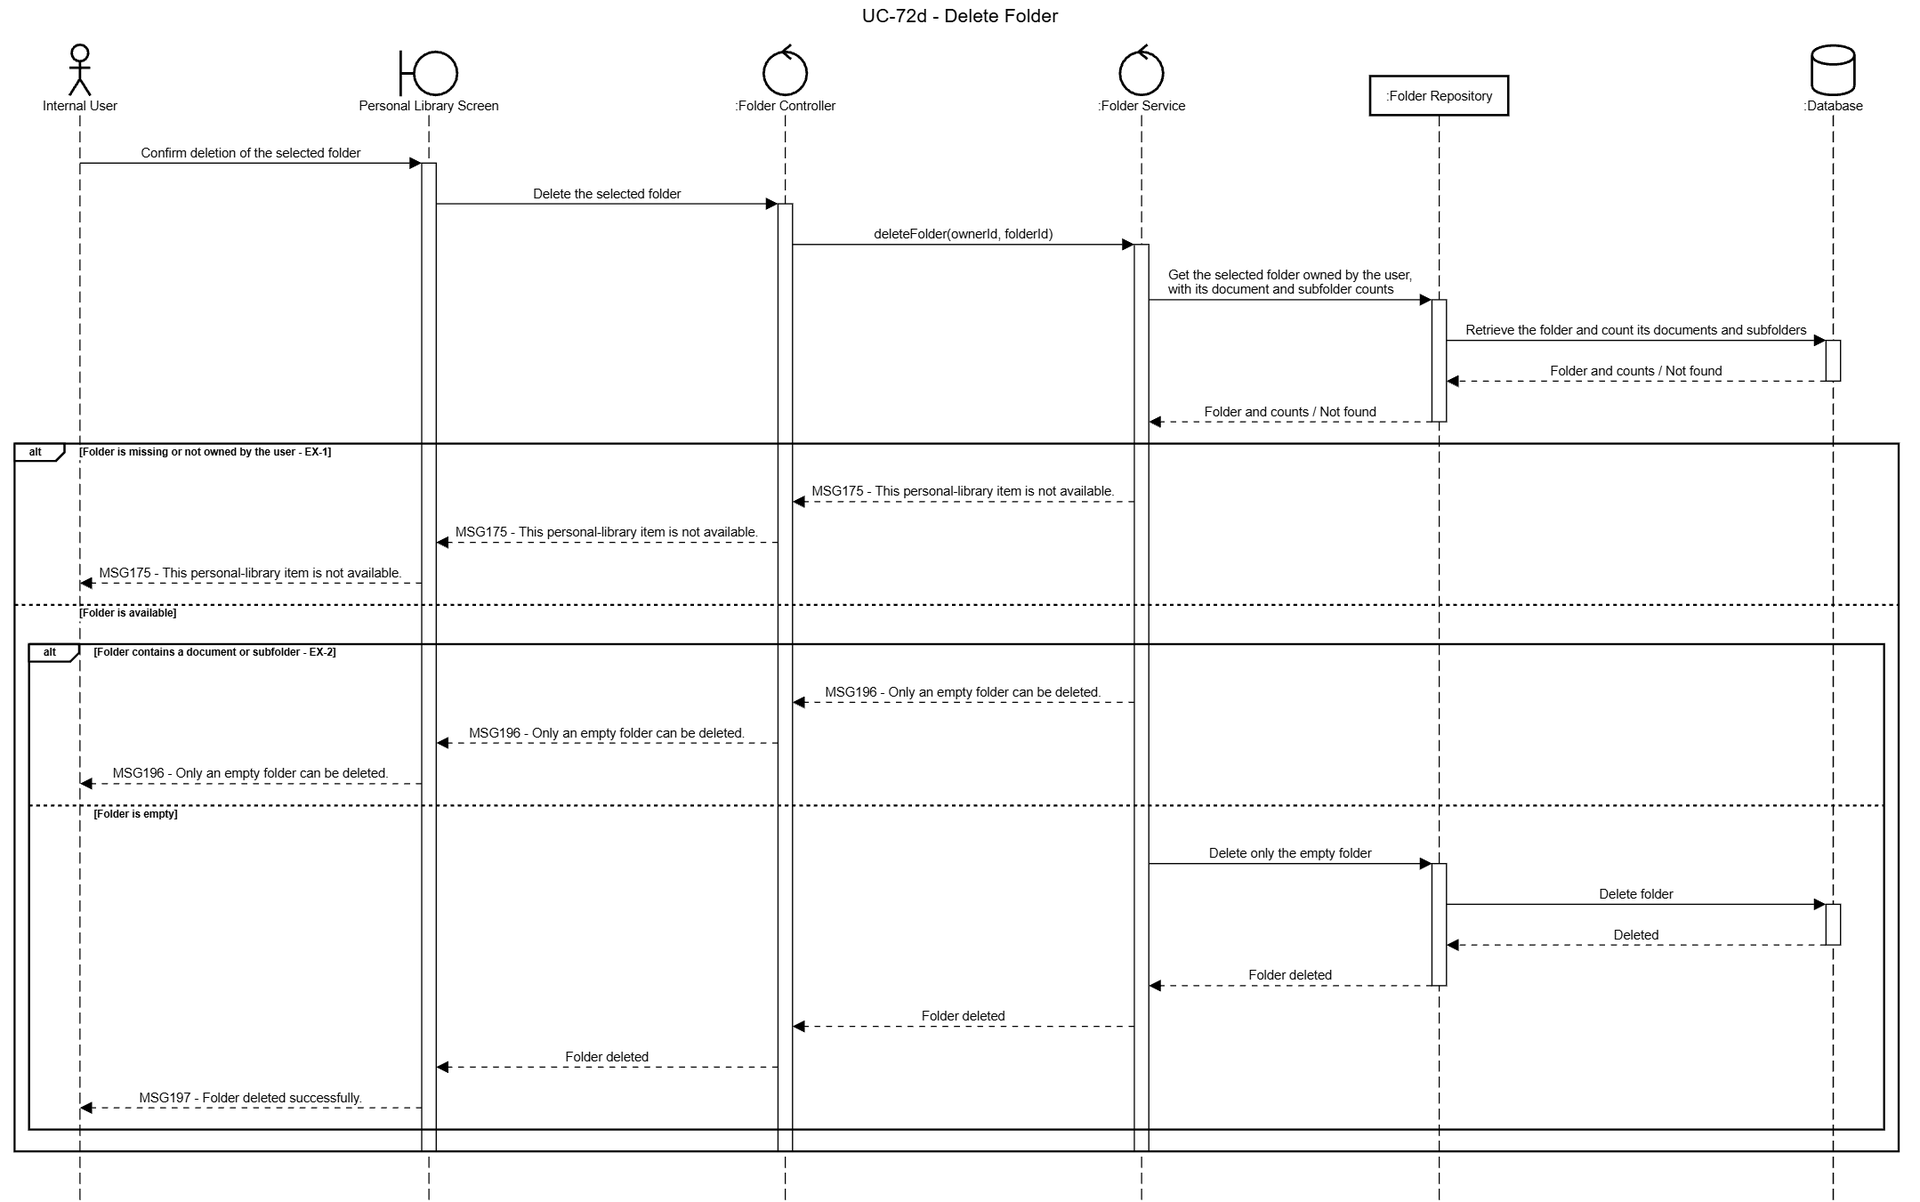 UC-72d - Delete Folder
Internal User
Personal Library Screen
:Folder Controller
:Folder Service
:Folder Repository
:Database
Confirm deletion of the selected folder
Delete the selected folder
deleteFolder(ownerId, folderId)
Get the selected folder owned by the user,
with its document and subfolder counts
Retrieve the folder and count its documents and subfolders
Folder and counts / Not found
Folder and counts / Not found
alt
[Folder is missing or not owned by the user - EX-1]
MSG175 - This personal-library item is not available.
MSG175 - This personal-library item is not available.
MSG175 - This personal-library item is not available.
[Folder is available]
alt
[Folder contains a document or subfolder - EX-2]
MSG196 - Only an empty folder can be deleted.
MSG196 - Only an empty folder can be deleted.
MSG196 - Only an empty folder can be deleted.
[Folder is empty]
Delete only the empty folder
Delete folder
Deleted
Folder deleted
Folder deleted
Folder deleted
MSG197 - Folder deleted successfully.